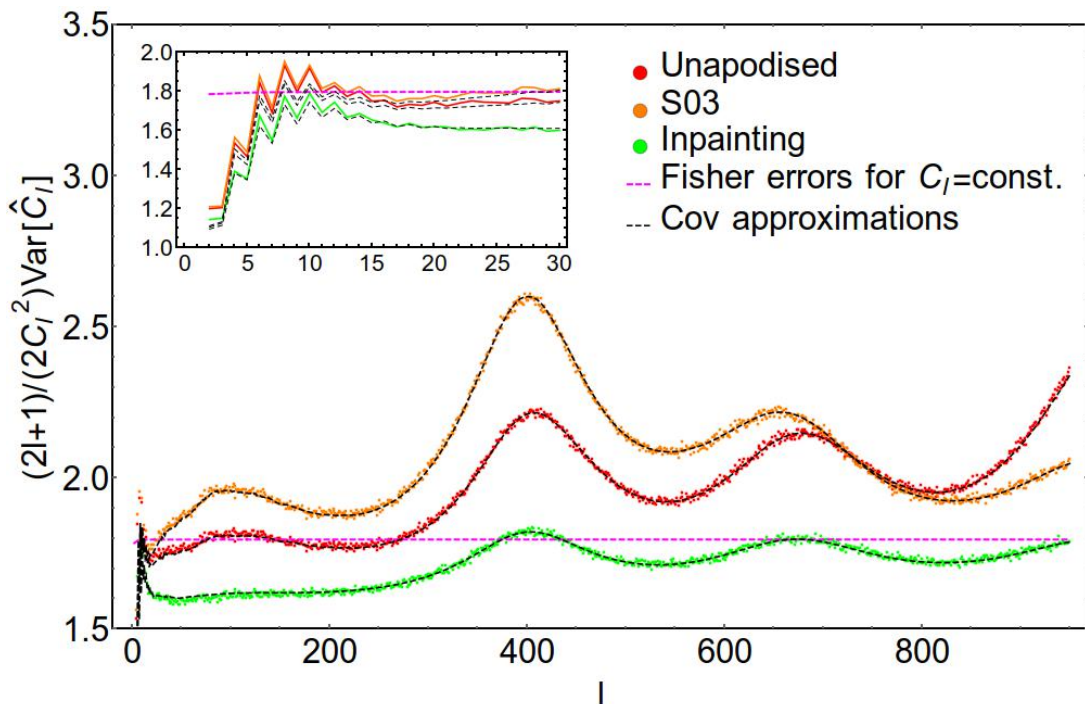 3.5
3.0
2.5
2.0
1.5
(2l+1)/(2C_l^2)Var[Ĉ_l]
2.0
1.8
1.6
1.4
1.2
1.0
0 5 10 15 20 25 30
Unapodised
S03
Inpainting
Fisher errors for C_l=const.
Cov approximations
0 200 400 600 800
l